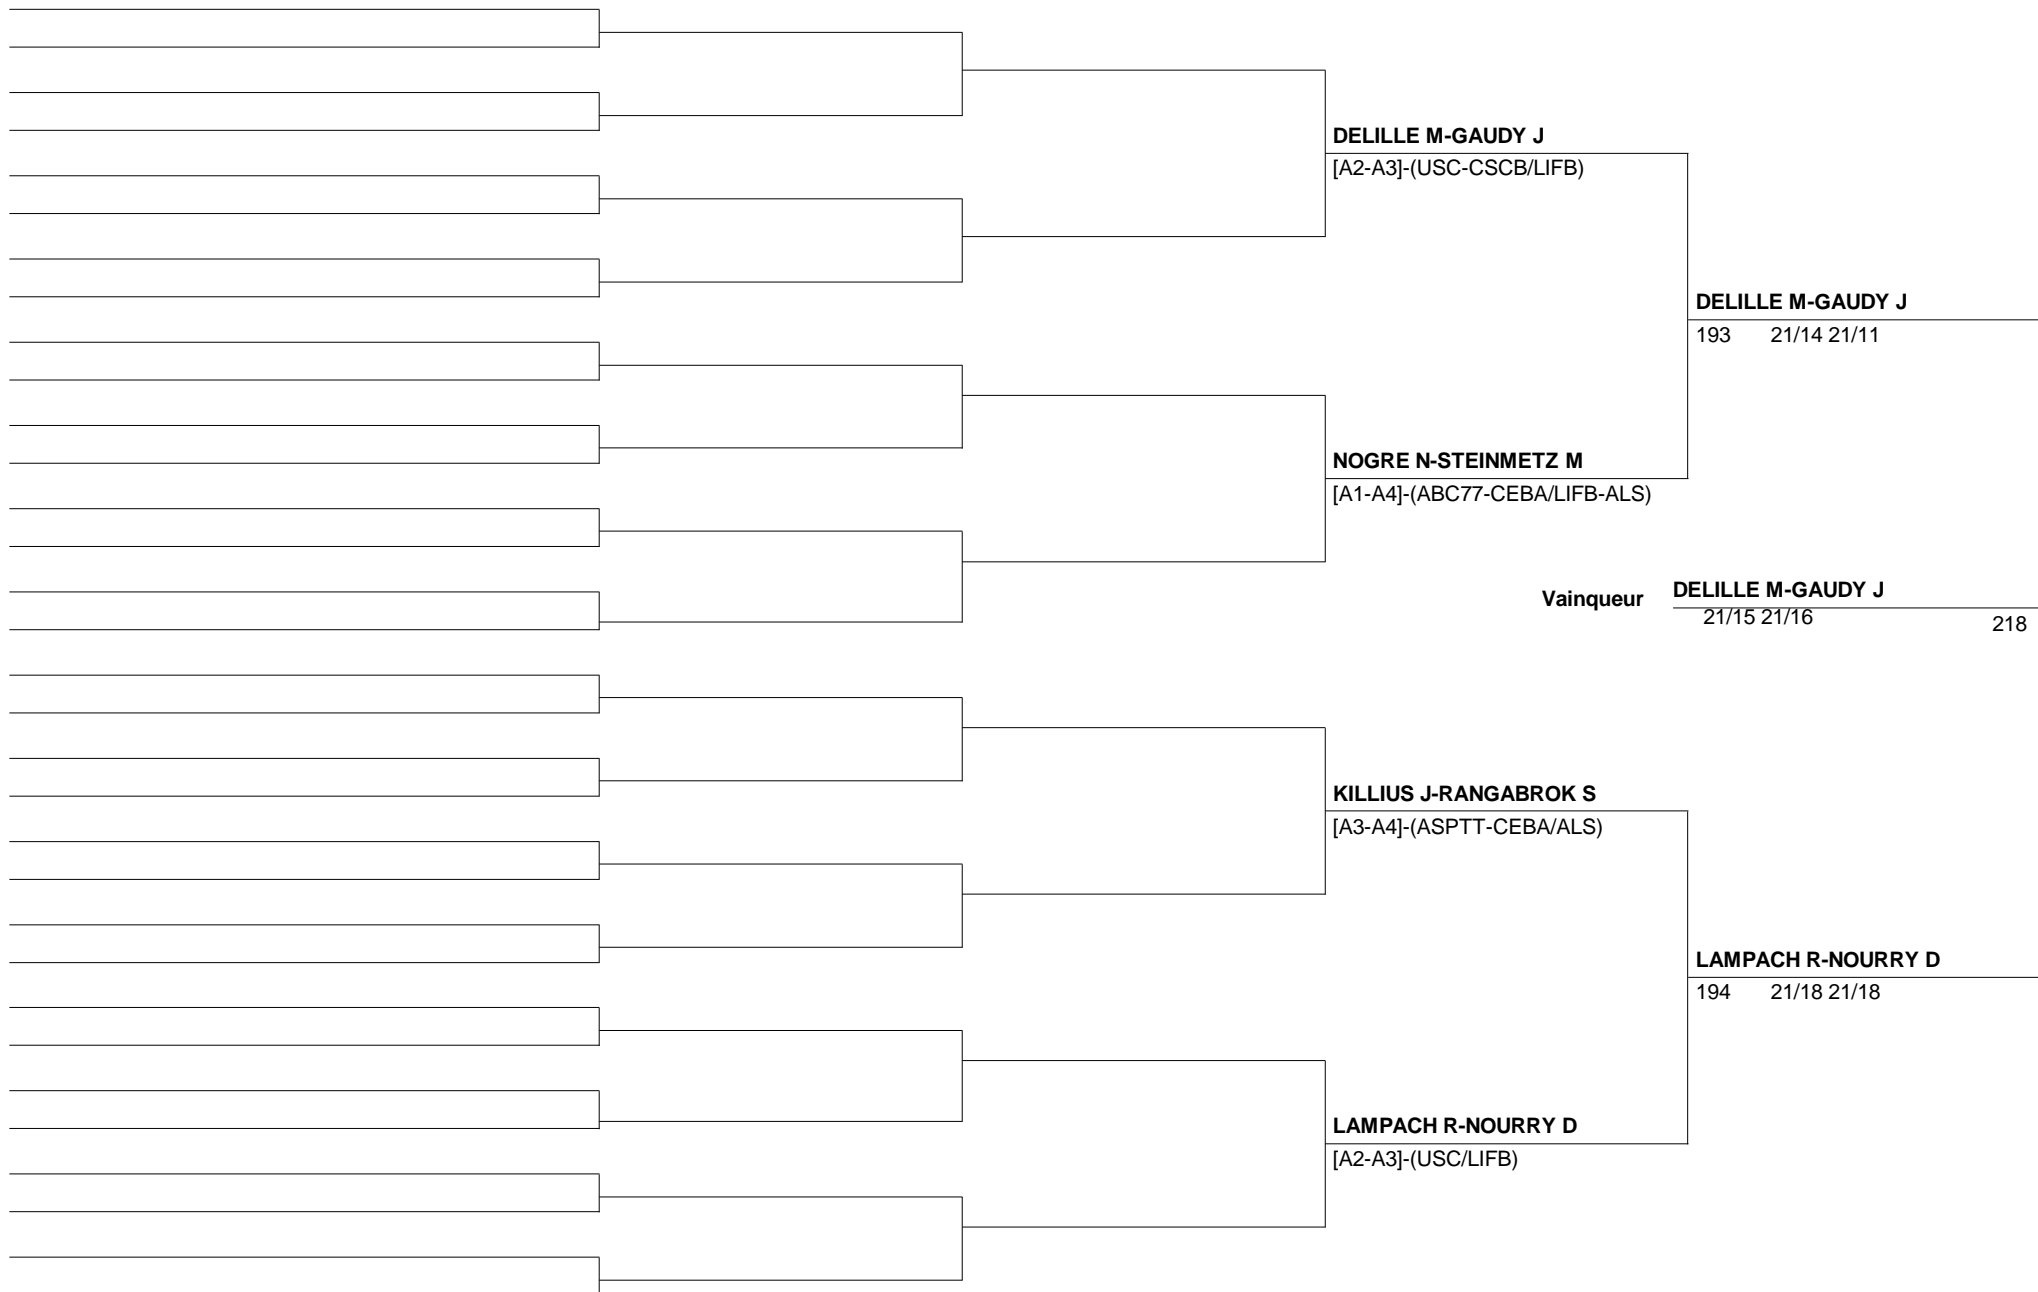 DELILLE M-GAUDY J
[A2-A3]-(USC-CSCB/LIFB)
DELILLE M-GAUDY J
193 21/14 21/11
NOGRE N-STEINMETZ M
[A1-A4]-(ABC77-CEBA/LIFB-ALS)
Vainqueur DELILLE M-GAUDY J
21/15 21/16 218
KILLIUS J-RANGABROK S
[A3-A4]-(ASPTT-CEBA/ALS)
LAMPACH R-NOURRY D
194 21/18 21/18
LAMPACH R-NOURRY D
[A2-A3]-(USC/LIFB)